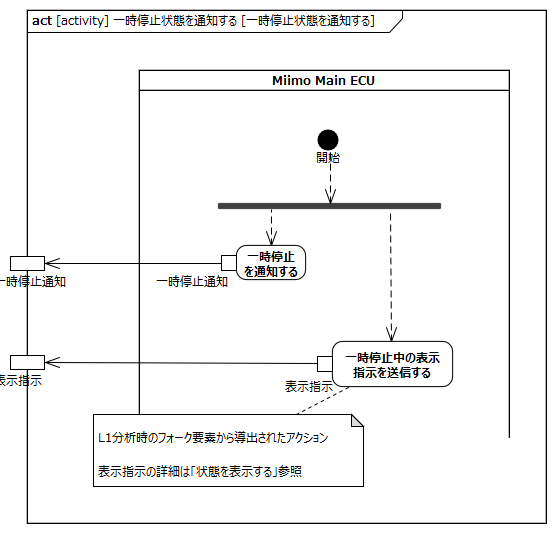 act [activity] 一時停止状態を通知する [一時停止状態を通知する]
Miimo Main ECU
開始
一時停止
を通知する
一時停止通知
一時停止通知
一時停止中の表示
指示を送信する
表示指示
表示指示
L1分析時のフォーク要素から導出されたアクション
表示指示の詳細は「状態を表示する」参照